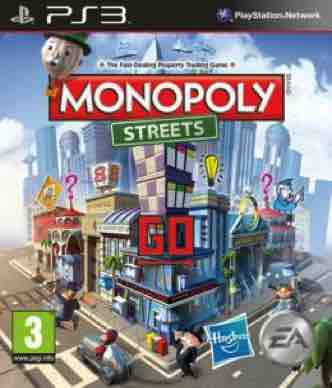 PS3
PlayStation Network
The Fast-Dealing Property Trading Game
MONOPOLY
STREETS
GO
3
www.pegi.info
Hasbro
EA